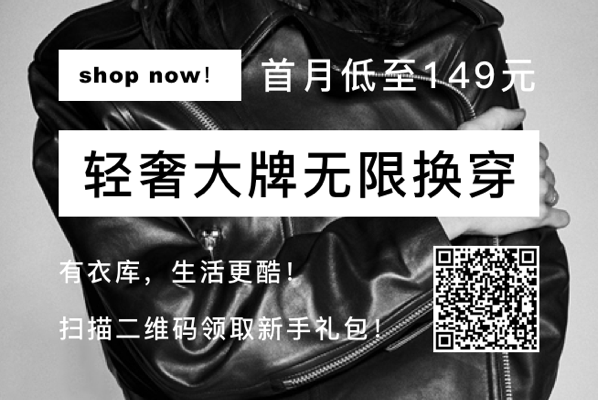 shop now!
首月低至149元
轻奢大牌无限换穿
有衣库，生活更酷！
扫描二维码领取新手礼包！